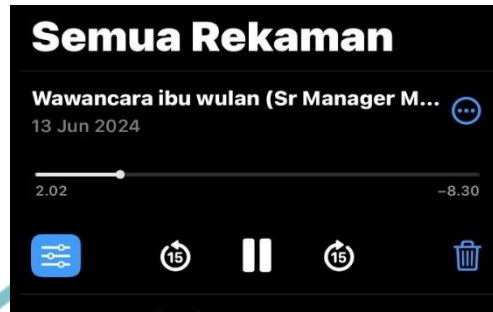 Semua Rekaman
Wawancara ibu wulan (Sr Manager M...
13 Jun 2024
2.02 −8.30
15 15